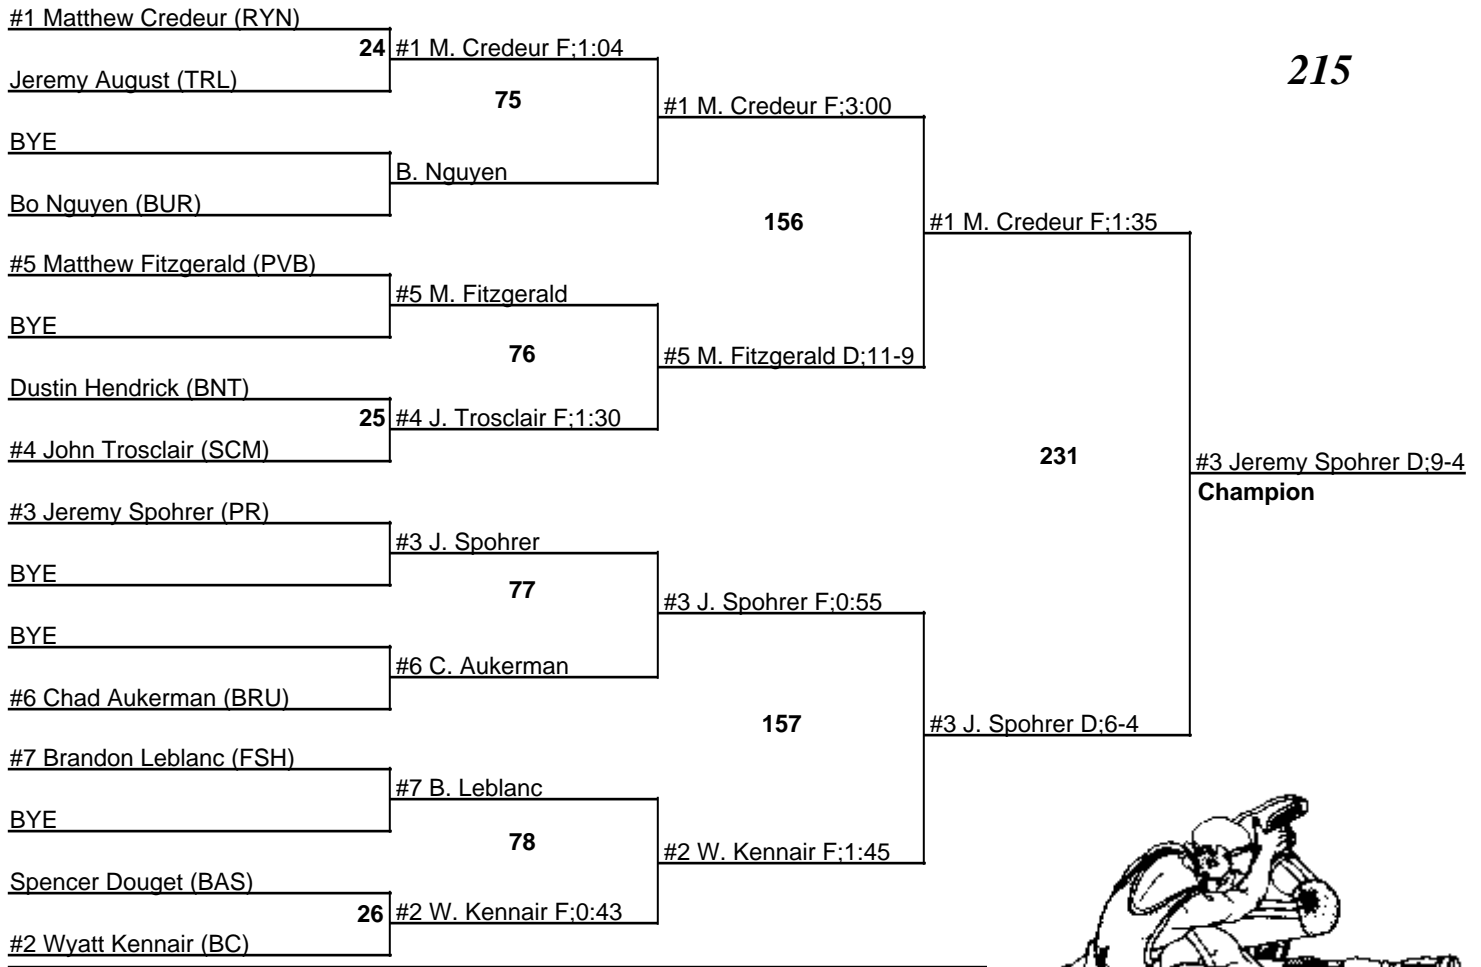 #1 Matthew Credeur (RYN)
24
#1 M. Credeur F;1:04
215
Jeremy August (TRL)
75
#1 M. Credeur F;3:00
BYE
B. Nguyen
Bo Nguyen (BUR)
156
#1 M. Credeur F;1:35
#5 Matthew Fitzgerald (PVB)
#5 M. Fitzgerald
BYE
76
#5 M. Fitzgerald D;11-9
Dustin Hendrick (BNT)
25
#4 J. Trosclair F;1:30
#4 John Trosclair (SCM)
231
#3 Jeremy Spohrer D;9-4
Champion
#3 Jeremy Spohrer (PR)
#3 J. Spohrer
BYE
77
#3 J. Spohrer F;0:55
BYE
#6 C. Aukerman
#6 Chad Aukerman (BRU)
157
#3 J. Spohrer D;6-4
#7 Brandon Leblanc (FSH)
#7 B. Leblanc
BYE
78
#2 W. Kennair F;1:45
Spencer Douget (BAS)
26
#2 W. Kennair F;0:43
#2 Wyatt Kennair (BC)